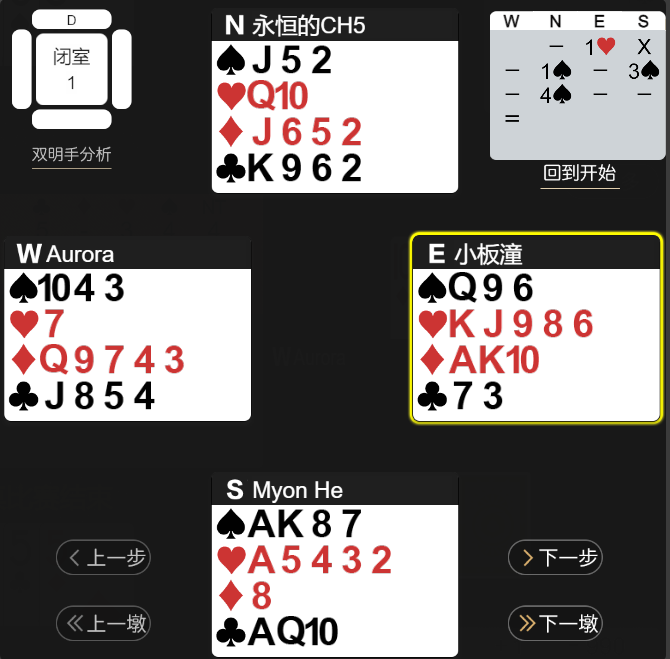 D
闭室
1
双明手分析
N 永恒的CH5
♠ J 5 2
♥ Q10
♦ J 6 5 2
♣ K 9 6 2
W N E S
– 1♥ X
– 1♠ – 3♠
– 4♠ – –
=
回到开始
W Aurora
♠ 10 4 3
♥ 7
♦ Q 9 7 4 3
♣ J 8 5 4
E 小板潼
♠ Q 9 6
♥ K J 9 8 6
♦ AK10
♣ 7 3
S Myon He
♠ AK 8 7
♥ A 5 4 3 2
♦ 8
♣ AQ10
上一步
下一步
上一墩
下一墩